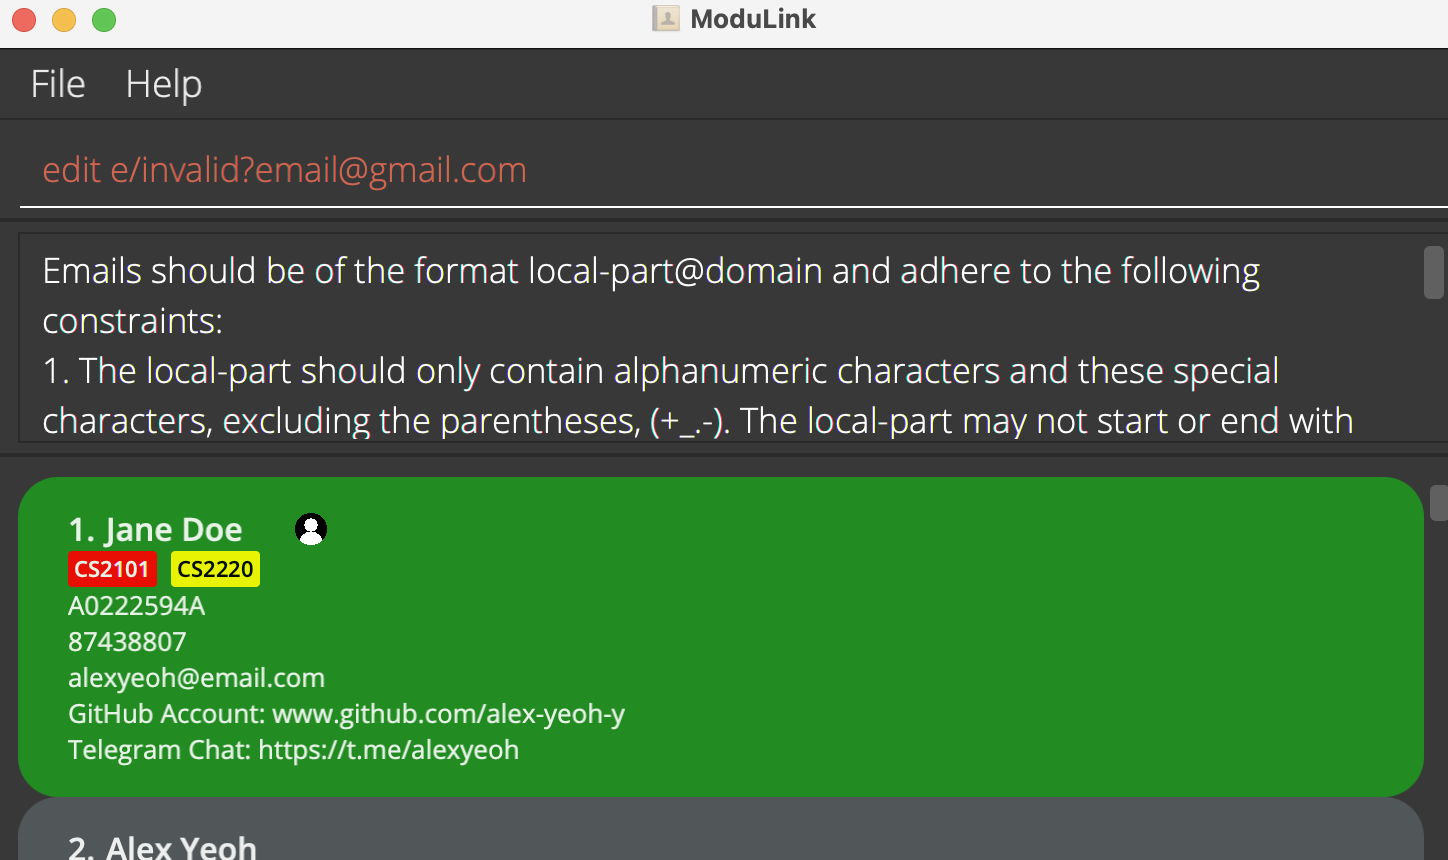 ModuLink
File Help
edit e/invalid?email@gmail.com
Emails should be of the format local-part@domain and adhere to the following
constraints:
1. The local-part should only contain alphanumeric characters and these special
characters, excluding the parentheses, (+_.-). The local-part may not start or end with
1. Jane Doe
CS2101 CS2220
A0222594A
87438807
alexyeoh@email.com
GitHub Account: www.github.com/alex-yeoh-y
Telegram Chat: https://t.me/alexyeoh
2. Alex Yeoh